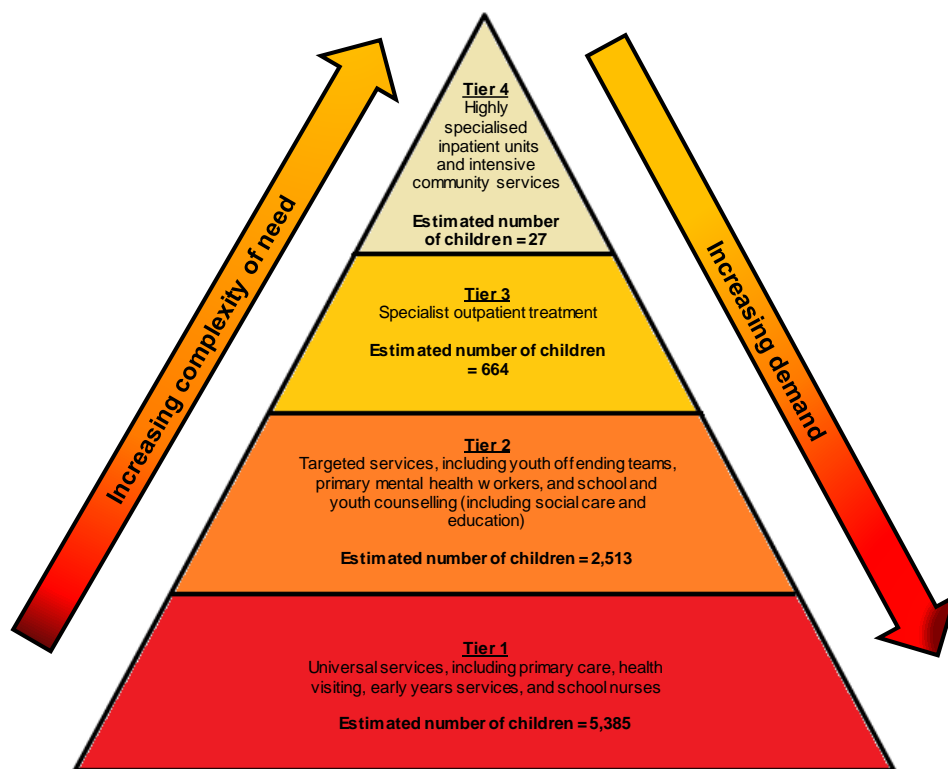 Tier 4
Highly
specialised
inpatient units
and intensive
community services
Estimated number
of children = 27
Increasing complexity of need
Increasing demand
Tier 3
Specialist outpatient treatment
Estimated number of children
= 664
Tier 2
Targeted services, including youth offending teams,
primary mental health workers, and school and
youth counselling (including social care and
education)
Estimated number of children = 2,513
Tier 1
Universal services, including primary care, health
visiting, early years services, and school nurses
Estimated number of children = 5,385